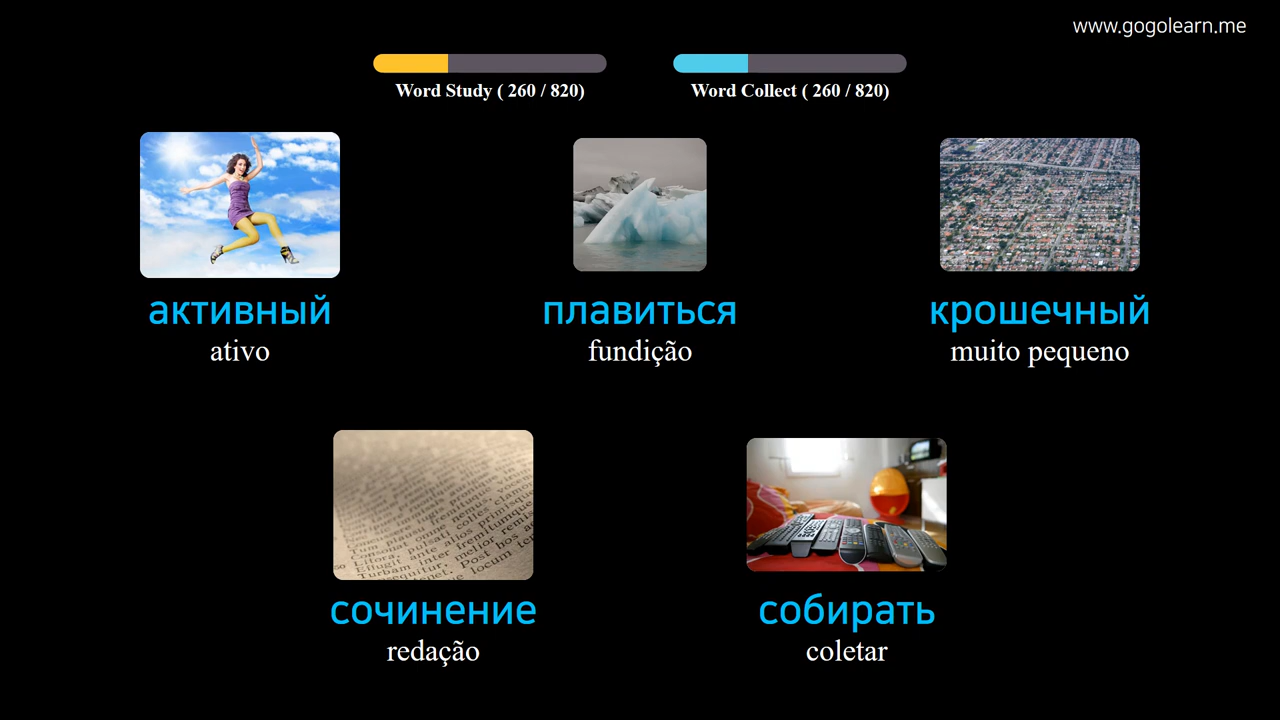 www.gogolearn.me
Word Study ( 260 / 820)
Word Collect ( 260 / 820)
активный
ativo
плавиться
fundição
крошечный
muito pequeno
сочинение
redação
собирать
coletar